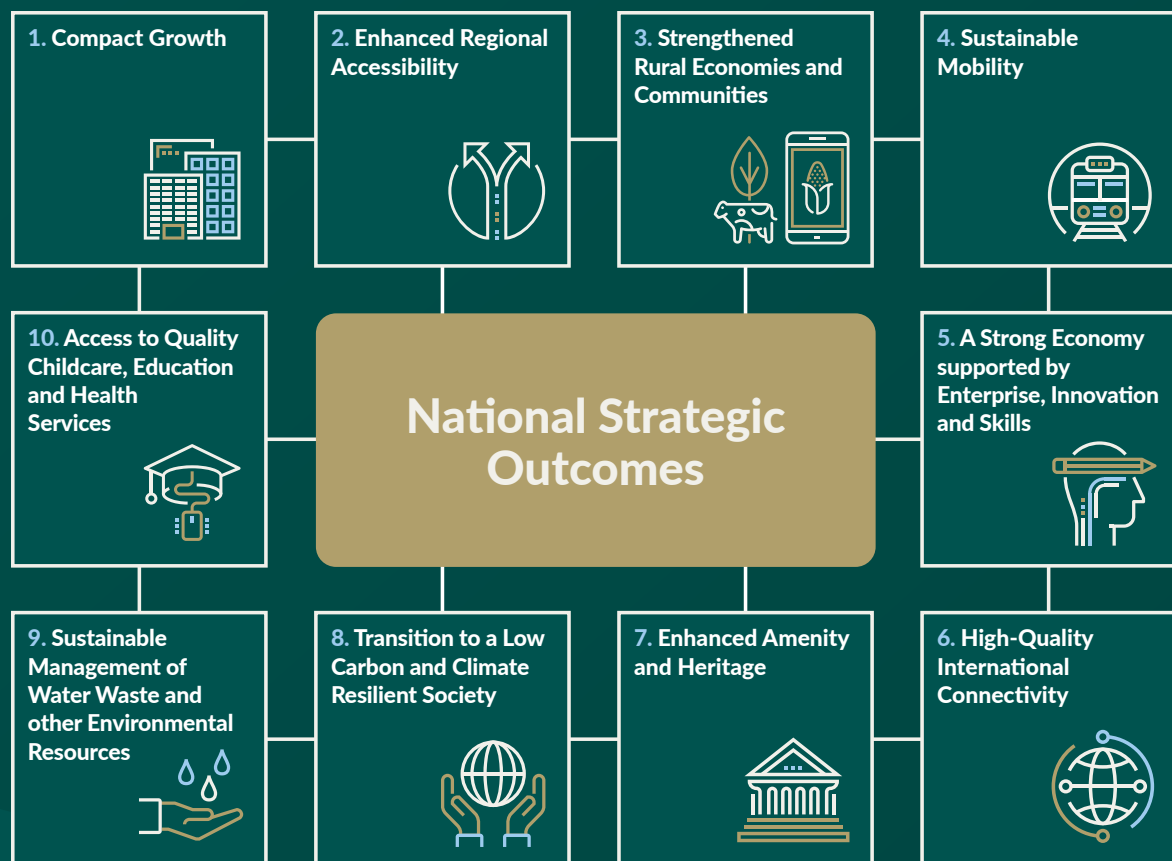 1. Compact Growth
2. Enhanced Regional
Accessibility
3. Strengthened
Rural Economies and
Communities
4. Sustainable
Mobility
10. Access to Quality
Childcare, Education
and Health
Services
National Strategic
Outcomes
5. A Strong Economy
supported by
Enterprise, Innovation
and Skills
9. Sustainable
Management of
Water Waste and
other Environmental
Resources
8. Transition to a Low
Carbon and Climate
Resilient Society
7. Enhanced Amenity
and Heritage
6. High-Quality
International
Connectivity